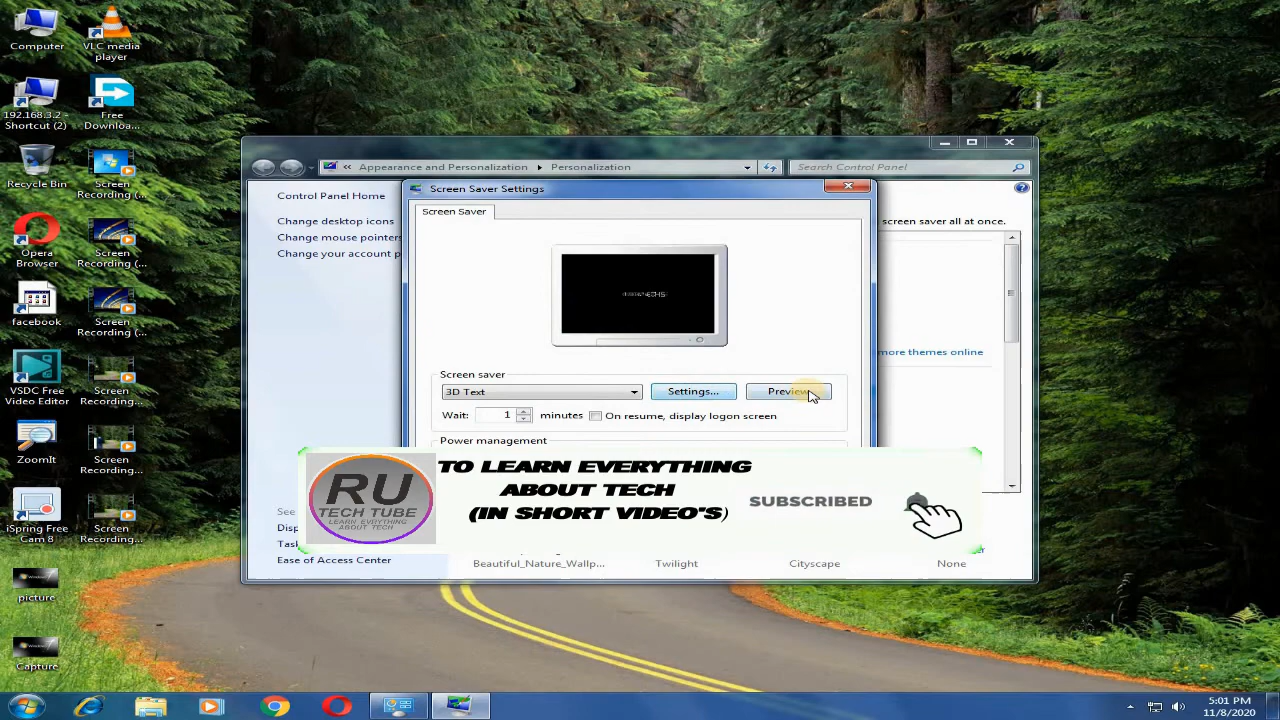 Computer
VLC media
player
192.168.3.2 -
Shortcut (2)
Free
Downloa...
Recycle Bin
Screen
Recording (...
Opera
Browser
Screen
Recording (...
facebook
Screen
Recording (...
VSDC Free
Video Editor
Screen
Recording...
ZoomIt
Screen
Recording...
iSpring Free
Cam 8
Screen
Recording...
picture
Capture
« Appearance and Personalization ▸ Personalization
Search Control Panel
Control Panel Home
Change desktop icons
Change mouse pointers
Change your account p
screen saver all at once.
more themes online
Screen Saver Settings
Screen Saver
Screen saver
3D Text
Settings...
Preview
Wait: 1 minutes
On resume, display logon screen
Power management
RU
TECH TUBE
LEARN EVERYTHING
ABOUT TECH
TO LEARN EVERYTHING
ABOUT TECH
(IN SHORT VIDEO'S)
SUBSCRIBED
See
Disp
Task
Ease of Access Center
Beautiful_Nature_Wallp...
Twilight
Cityscape
None
5:01 PM
11/8/2020